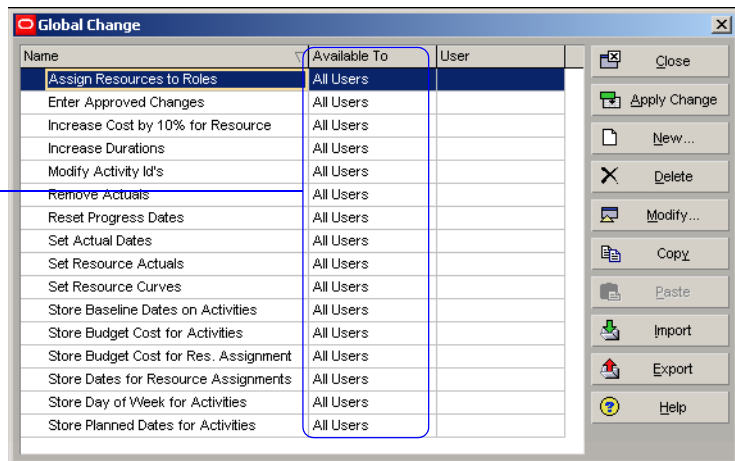 Global Change
Name Available To User
Assign Resources to Roles All Users
Enter Approved Changes All Users
Increase Cost by 10% for Resource All Users
Increase Durations All Users
Modify Activity Id's All Users
Remove Actuals All Users
Reset Progress Dates All Users
Set Actual Dates All Users
Set Resource Actuals All Users
Set Resource Curves All Users
Store Baseline Dates on Activities All Users
Store Budget Cost for Activities All Users
Store Budget Cost for Res. Assignment All Users
Store Dates for Resource Assignments All Users
Store Day of Week for Activities All Users
Store Planned Dates for Activities All Users
Close
Apply Change
New...
Delete
Modify...
Copy
Paste
Import
Export
Help